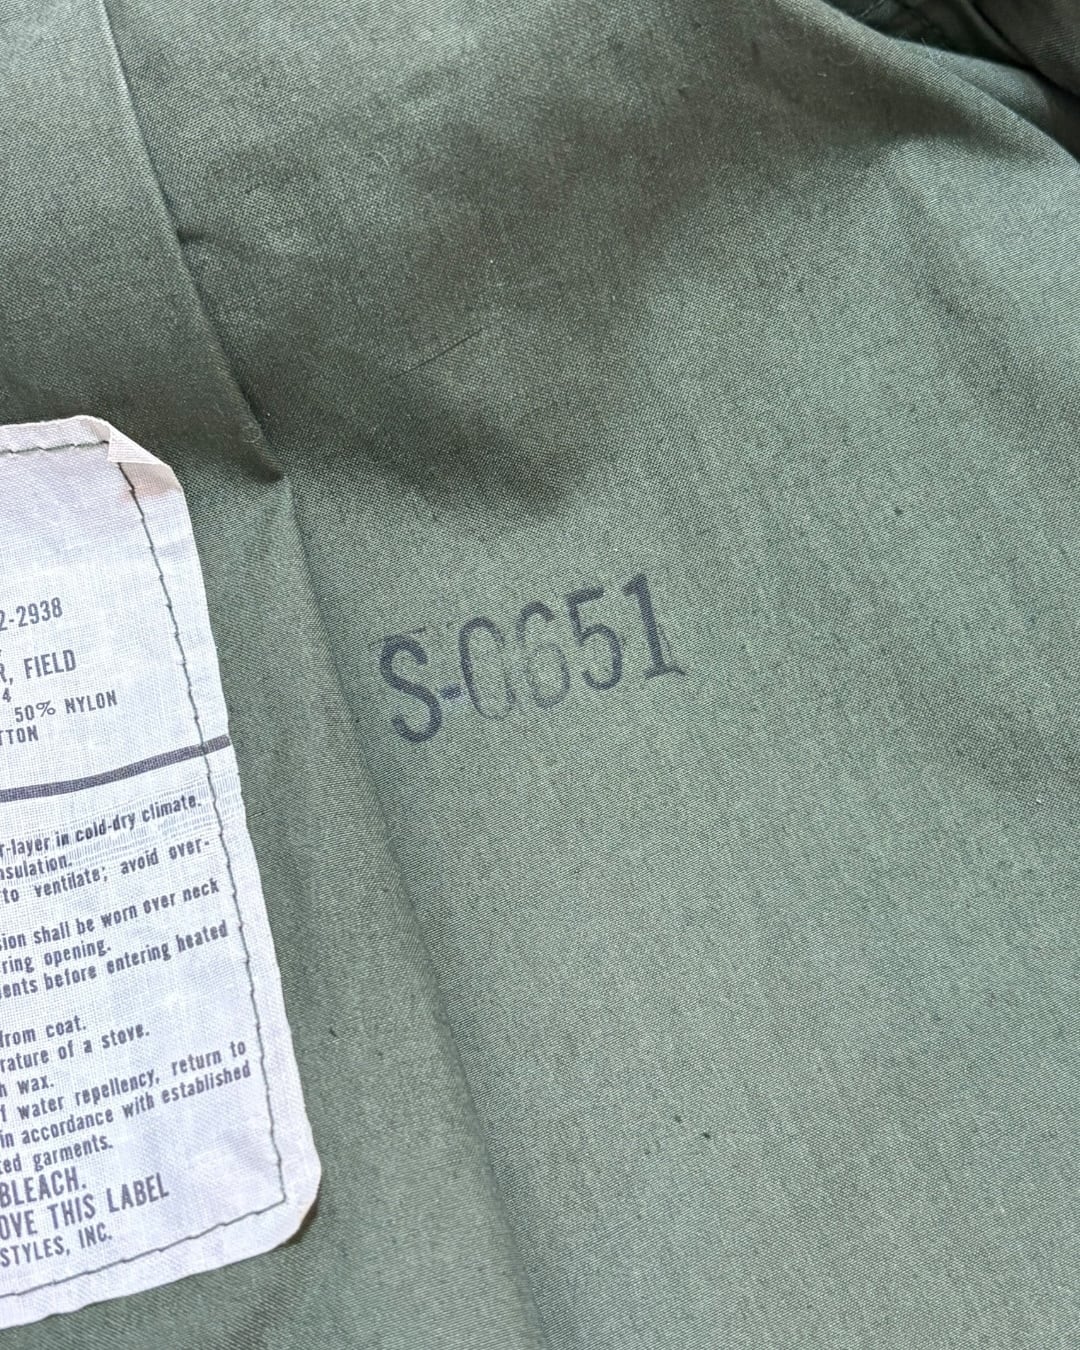 2-2938
R, FIELD
4
50% NYLON
TTON
r-layer in cold-dry climate.
nsulation.
to ventilate; avoid over-
sion shall be worn over neck
ring opening.
ents before entering heated
from coat.
rature of a stove.
h wax.
f water repellency, return to
in accordance with established
ted garments.
BLEACH.
OVE THIS LABEL
STYLES, INC.
S-0651